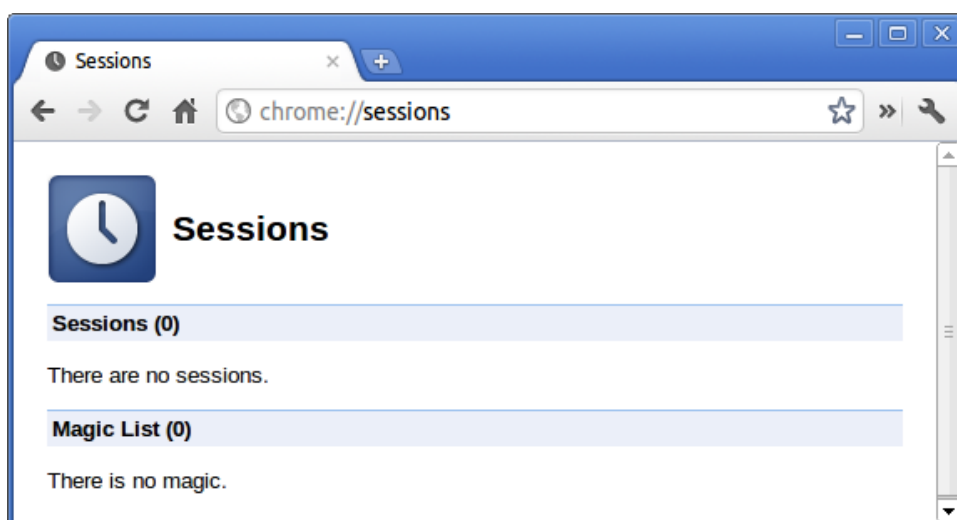 Sessions
chrome://sessions
Sessions
Sessions (0)
There are no sessions.
Magic List (0)
There is no magic.